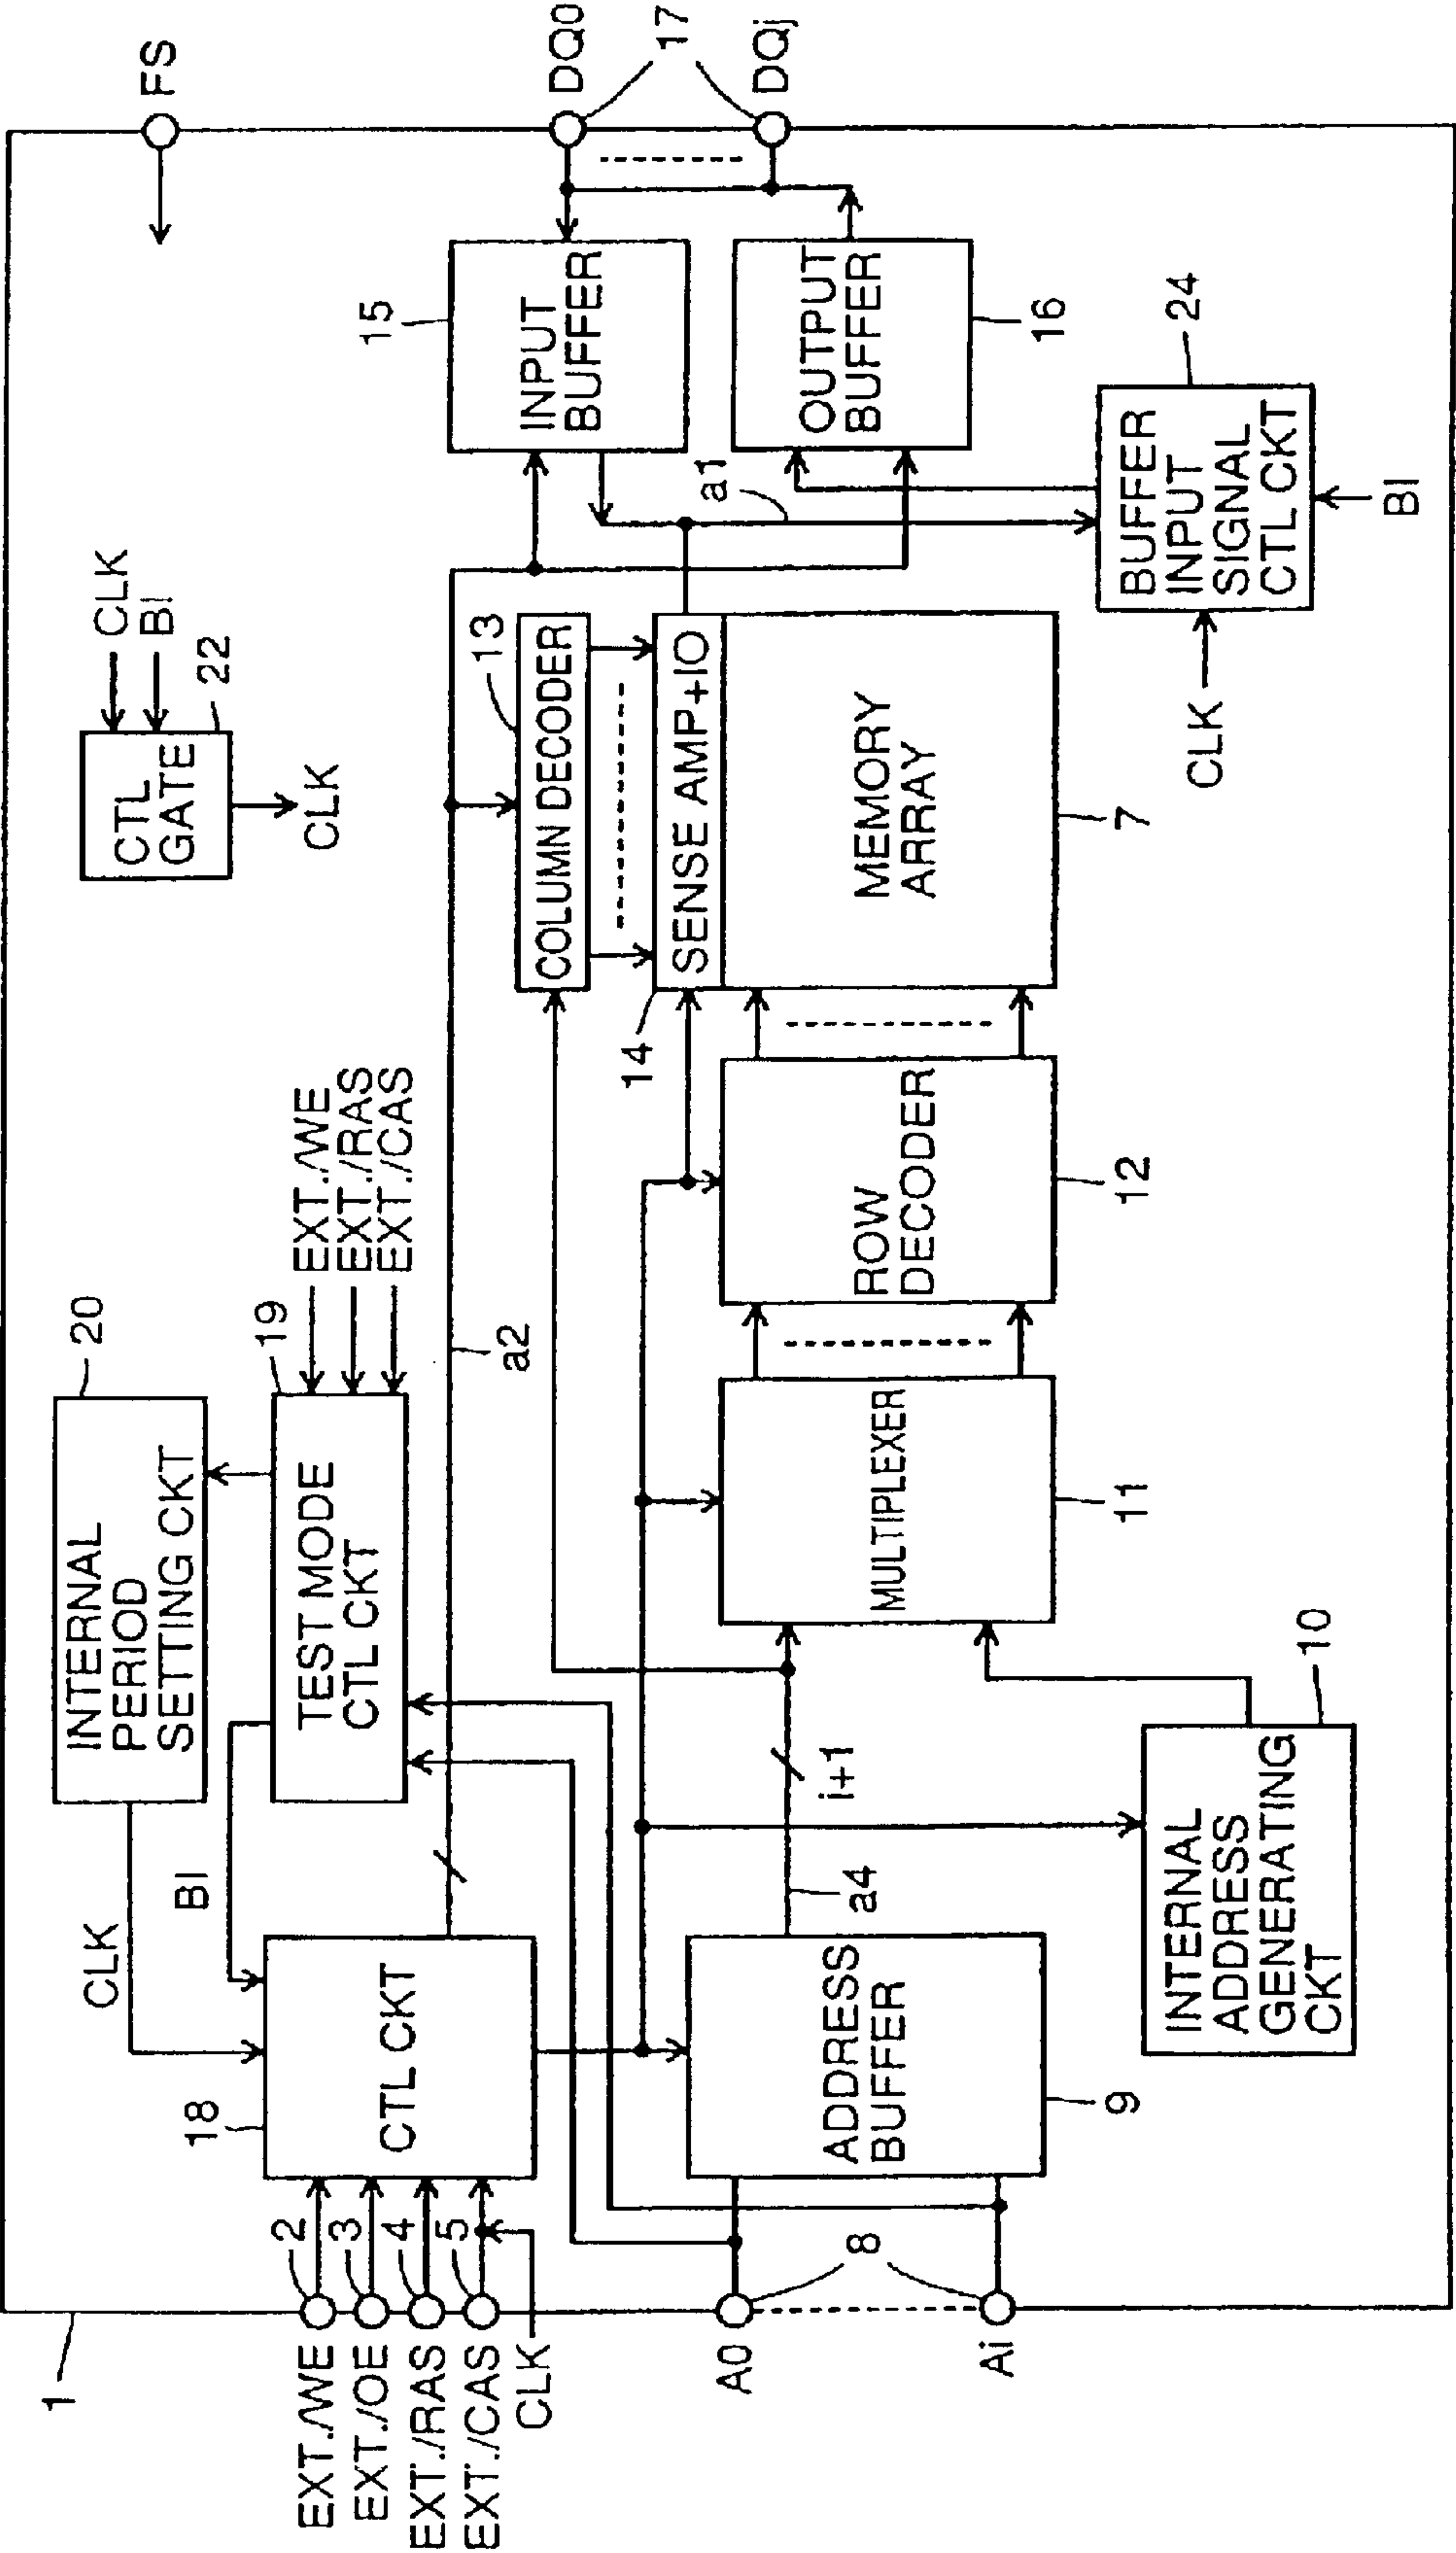 1
FS
CTL
GATE
22
CLK
BI
CLK
20
INTERNAL
PERIOD
SETTING CKT
CLK
BI
19
TEST MODE
CTL CKT
EXT./WE
EXT./RAS
EXT./CAS
EXT./WE
EXT./OE
EXT./RAS
EXT./CAS
CLK
2
3
4
5
18
CTL CKT
a2
13
COLUMN DECODER
14
SENSE AMP+IO
MEMORY
ARRAY
7
15
INPUT
BUFFER
DQ0
17
DQj
OUTPUT
BUFFER
16
a1
24
BUFFER
INPUT
SIGNAL
CTL CKT
CLK
BI
A0
8
Ai
ADDRESS
BUFFER
9
a4
i+1
MULTIPLEXER
11
ROW
DECODER
12
10
INTERNAL
ADDRESS
GENERATING
CKT